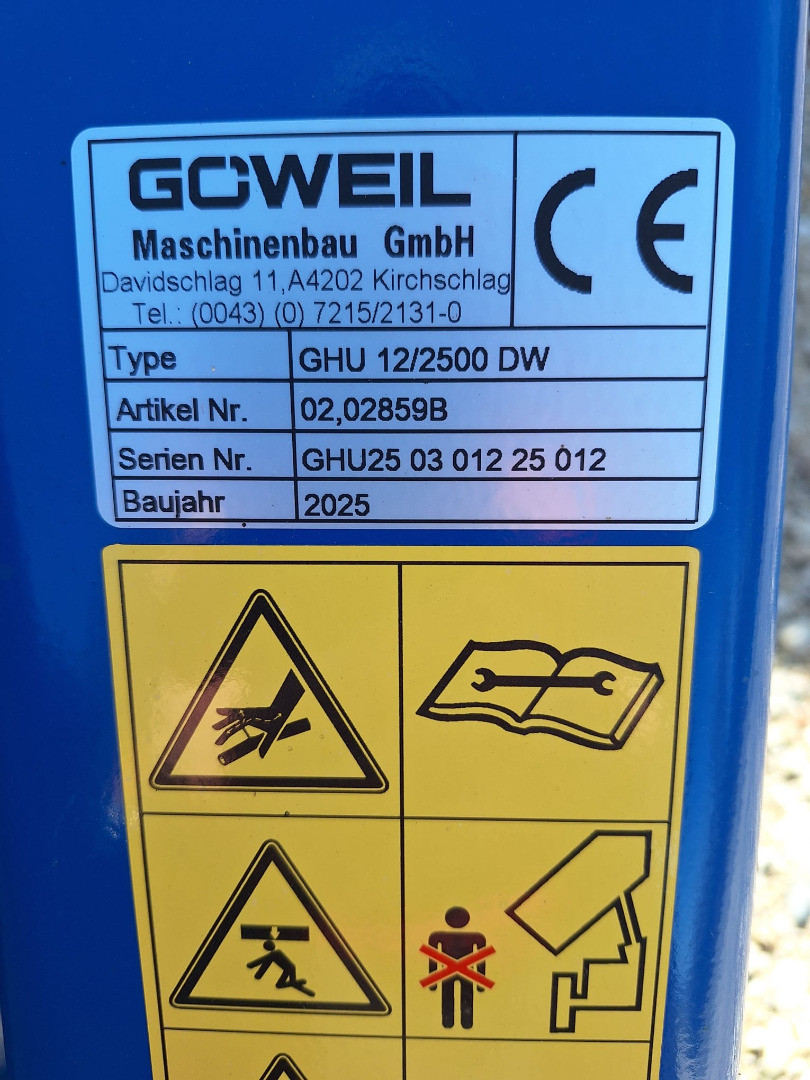 GÖWEIL
Maschinenbau GmbH
Davidschlag 11,A4202 Kirchschlag
Tel.: (0043) (0) 7215/2131-0
CE
Type GHU 12/2500 DW
Artikel Nr. 02,02859B
Serien Nr. GHU25 03 012 25 012
Baujahr 2025